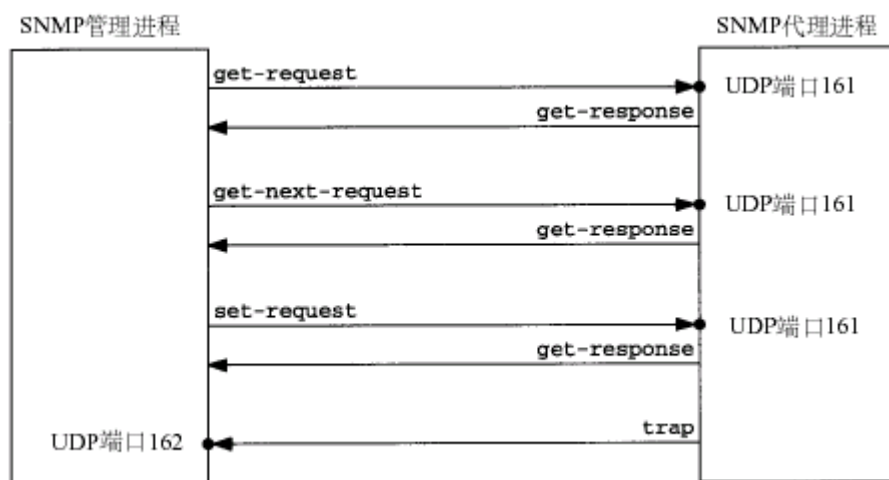 SNMP管理进程
SNMP代理进程
get-request
UDP端口161
get-response
get-next-request
UDP端口161
get-response
set-request
UDP端口161
get-response
trap
UDP端口162